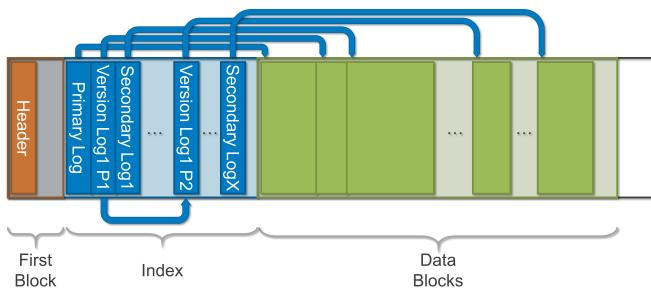 Header
Primary Log
Version Log1 P1
Secondary Log1
...
Version Log1 P2
...
Secondary LogX
...
...
First
Block
Index
Data
Blocks